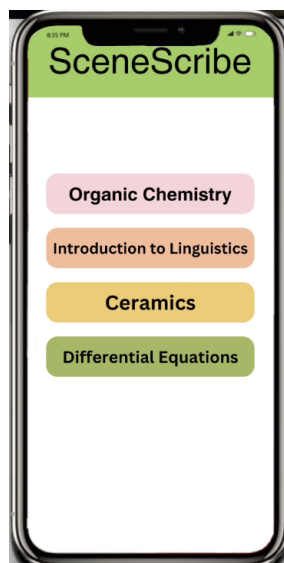 8:35 PM
SceneScribe
Organic Chemistry
Introduction to Linguistics
Ceramics
Differential Equations